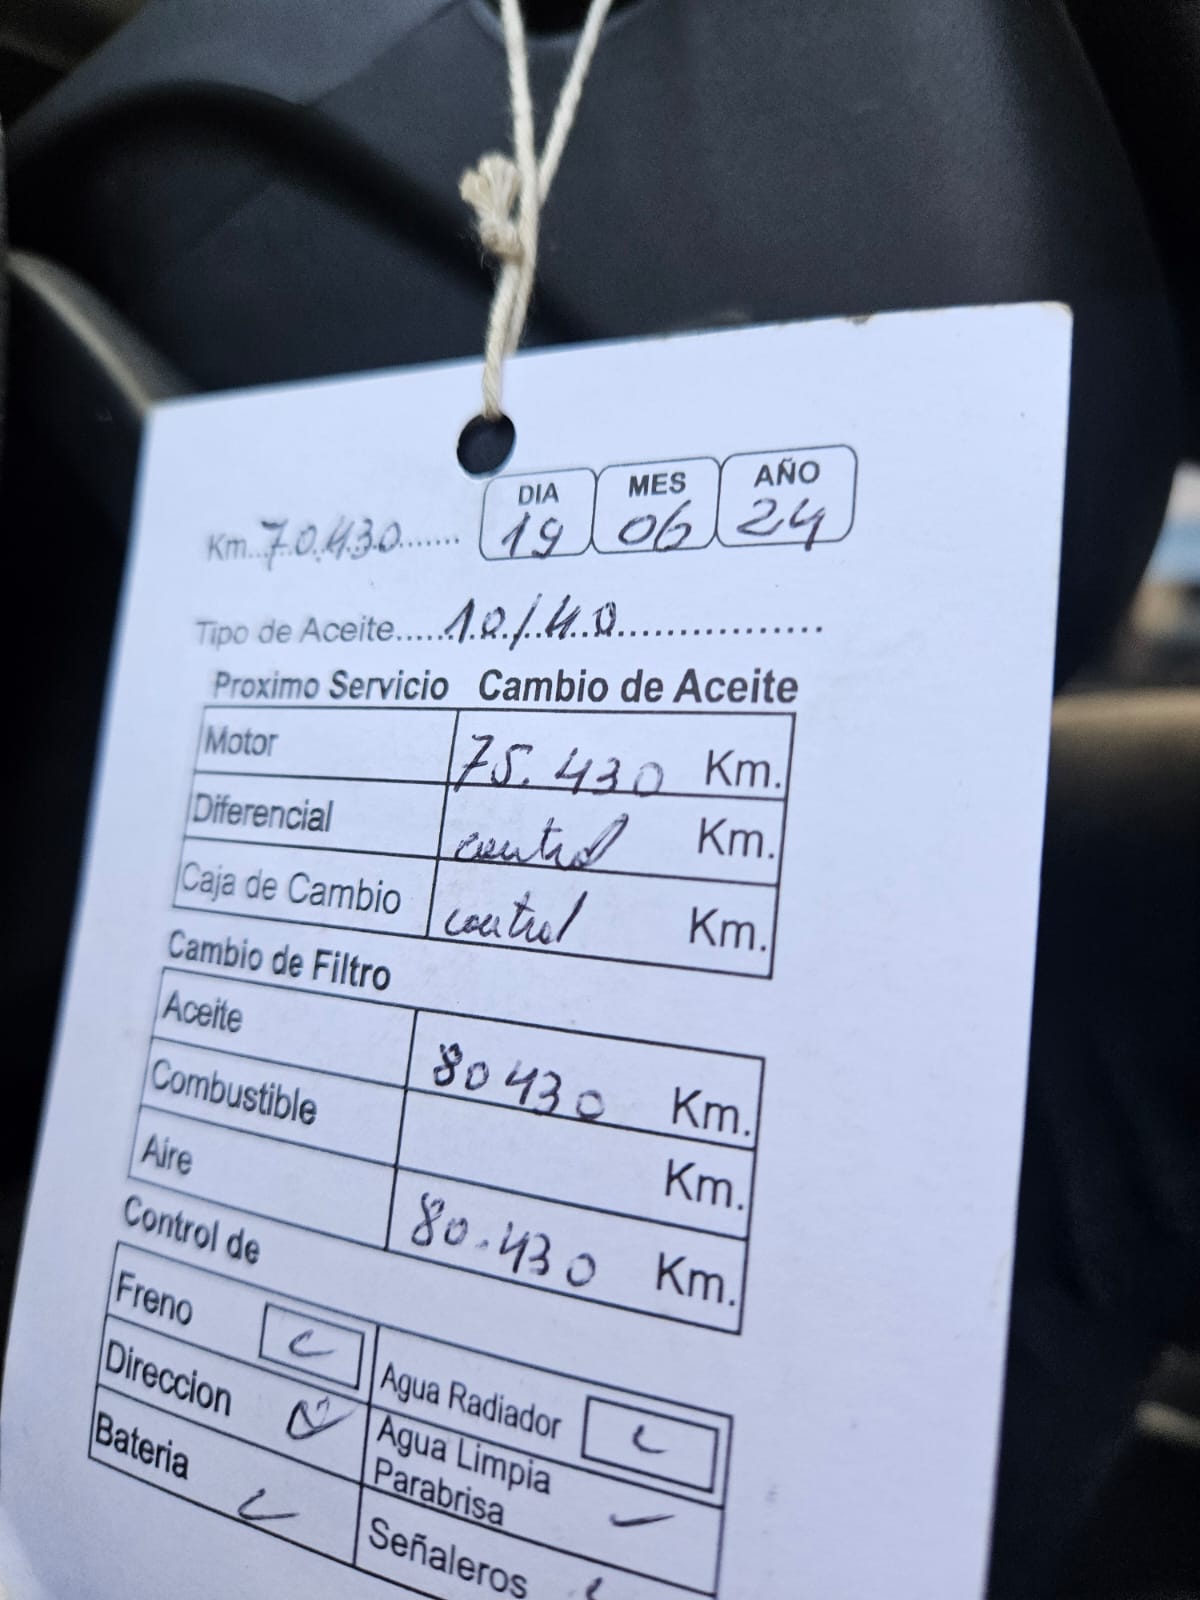 DIA MES AÑO
Km. 70.430 19 06 24
Tipo de Aceite 10/40
Proximo Servicio Cambio de Aceite
Motor 75.430 Km.
Diferencial control Km.
Caja de Cambio control Km.
Cambio de Filtro
Aceite 80430 Km.
Combustible Km.
Aire 80.430 Km.
Control de
Freno Agua Radiador
Direccion Agua Limpia Parabrisa
Bateria Señaleros